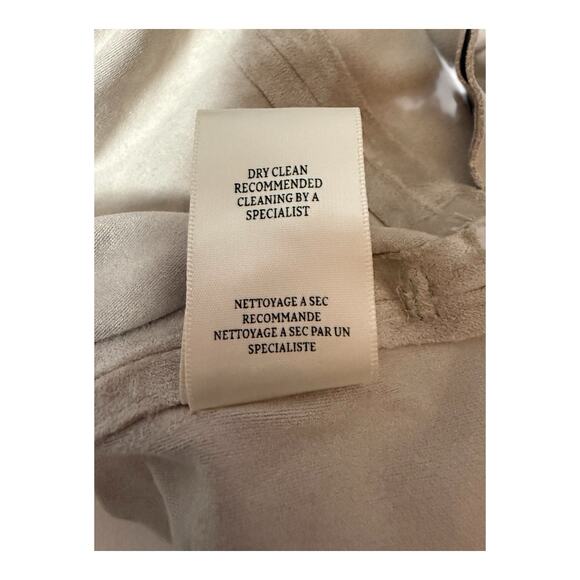 DRY CLEAN
RECOMMENDED
CLEANING BY A
SPECIALIST
NETTOYAGE A SEC
RECOMMANDE
NETTOYAGE A SEC PAR UN
SPECIALISTE